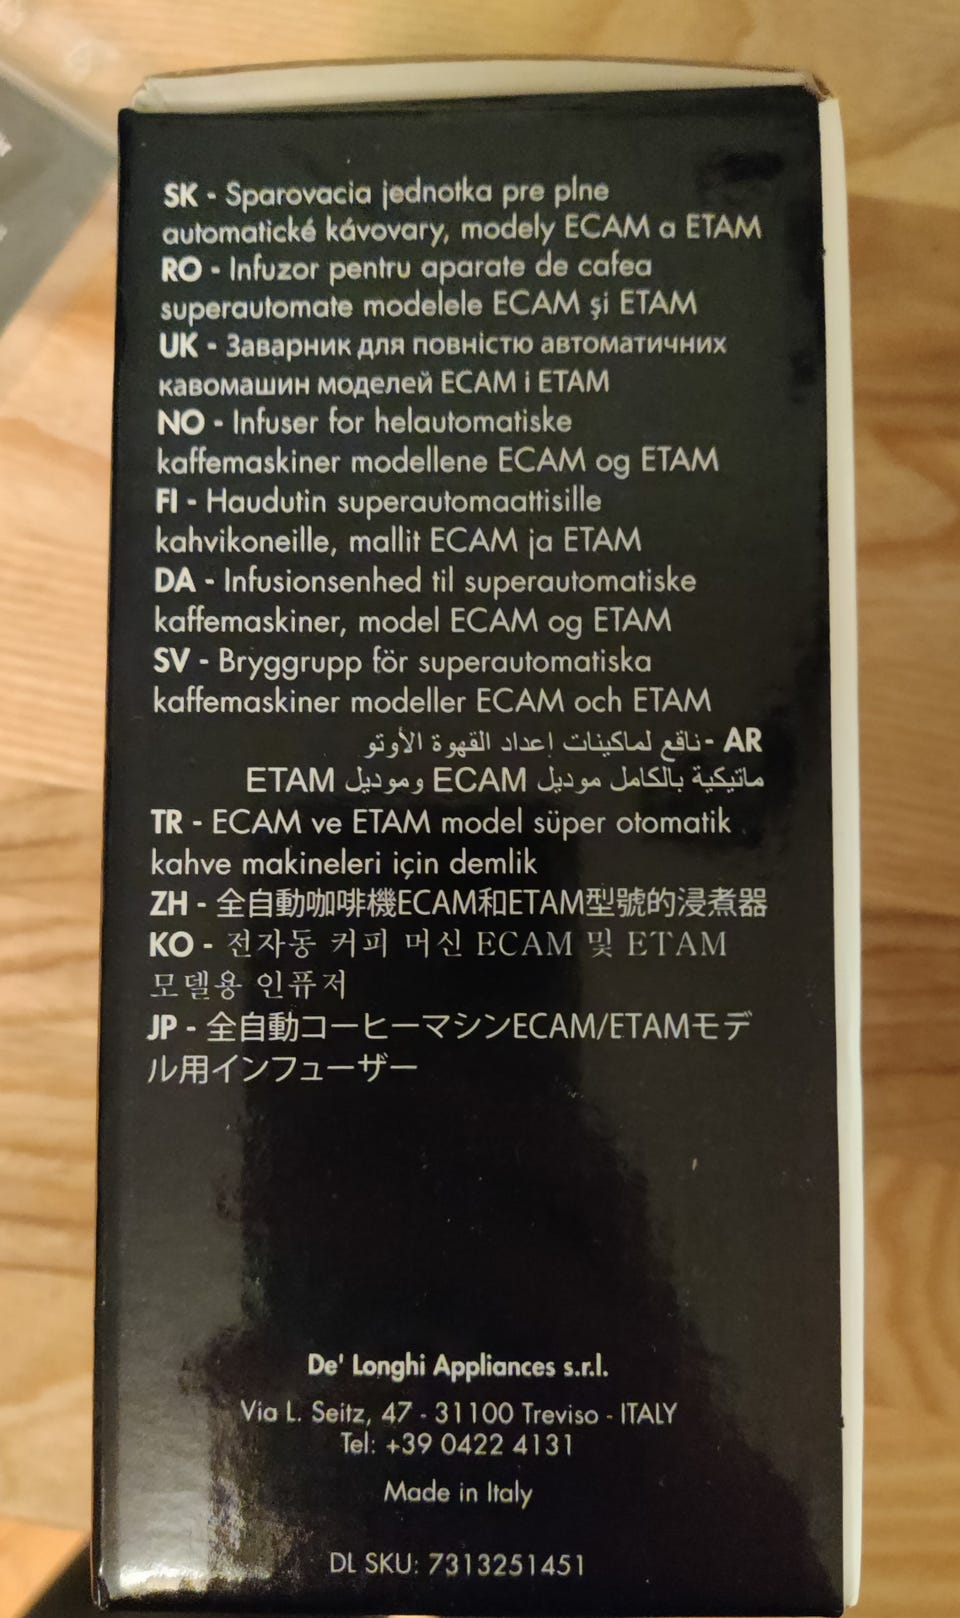 SK - Sparovacia jednotka pre plne
automatické kávovary, modely ECAM a ETAM
RO - Infuzor pentru aparate de cafea
superautomate modelele ECAM şi ETAM
UK - Заварник для повністю автоматичних
кавомашин моделей ECAM і ETAM
NO - Infuser for helautomatiske
kaffemaskiner modellene ECAM og ETAM
FI - Haudutin superautomaattisille
kahvikoneille, mallit ECAM ja ETAM
DA - Infusionsenhed til superautomatiske
kaffemaskiner, model ECAM og ETAM
SV - Bryggrupp för superautomatiska
kaffemaskiner modeller ECAM och ETAM
AR -ناقع لماكينات إعداد القهوة الأوتو
ماتيكية بالكامل موديل ECAM وموديل ETAM
TR - ECAM ve ETAM model süper otomatik
kahve makineleri için demlik
ZH - 全自動咖啡機ECAM和ETAM型號的浸煮器
KO - 전자동 커피 머신 ECAM 및 ETAM
모델용 인퓨저
JP - 全自動コーヒーマシンECAM/ETAMモデ
ル用インフューザー
De' Longhi Appliances s.r.l.
Via L. Seitz, 47 - 31100 Treviso - ITALY
Tel: +39 0422 4131
Made in Italy
DL SKU: 7313251451